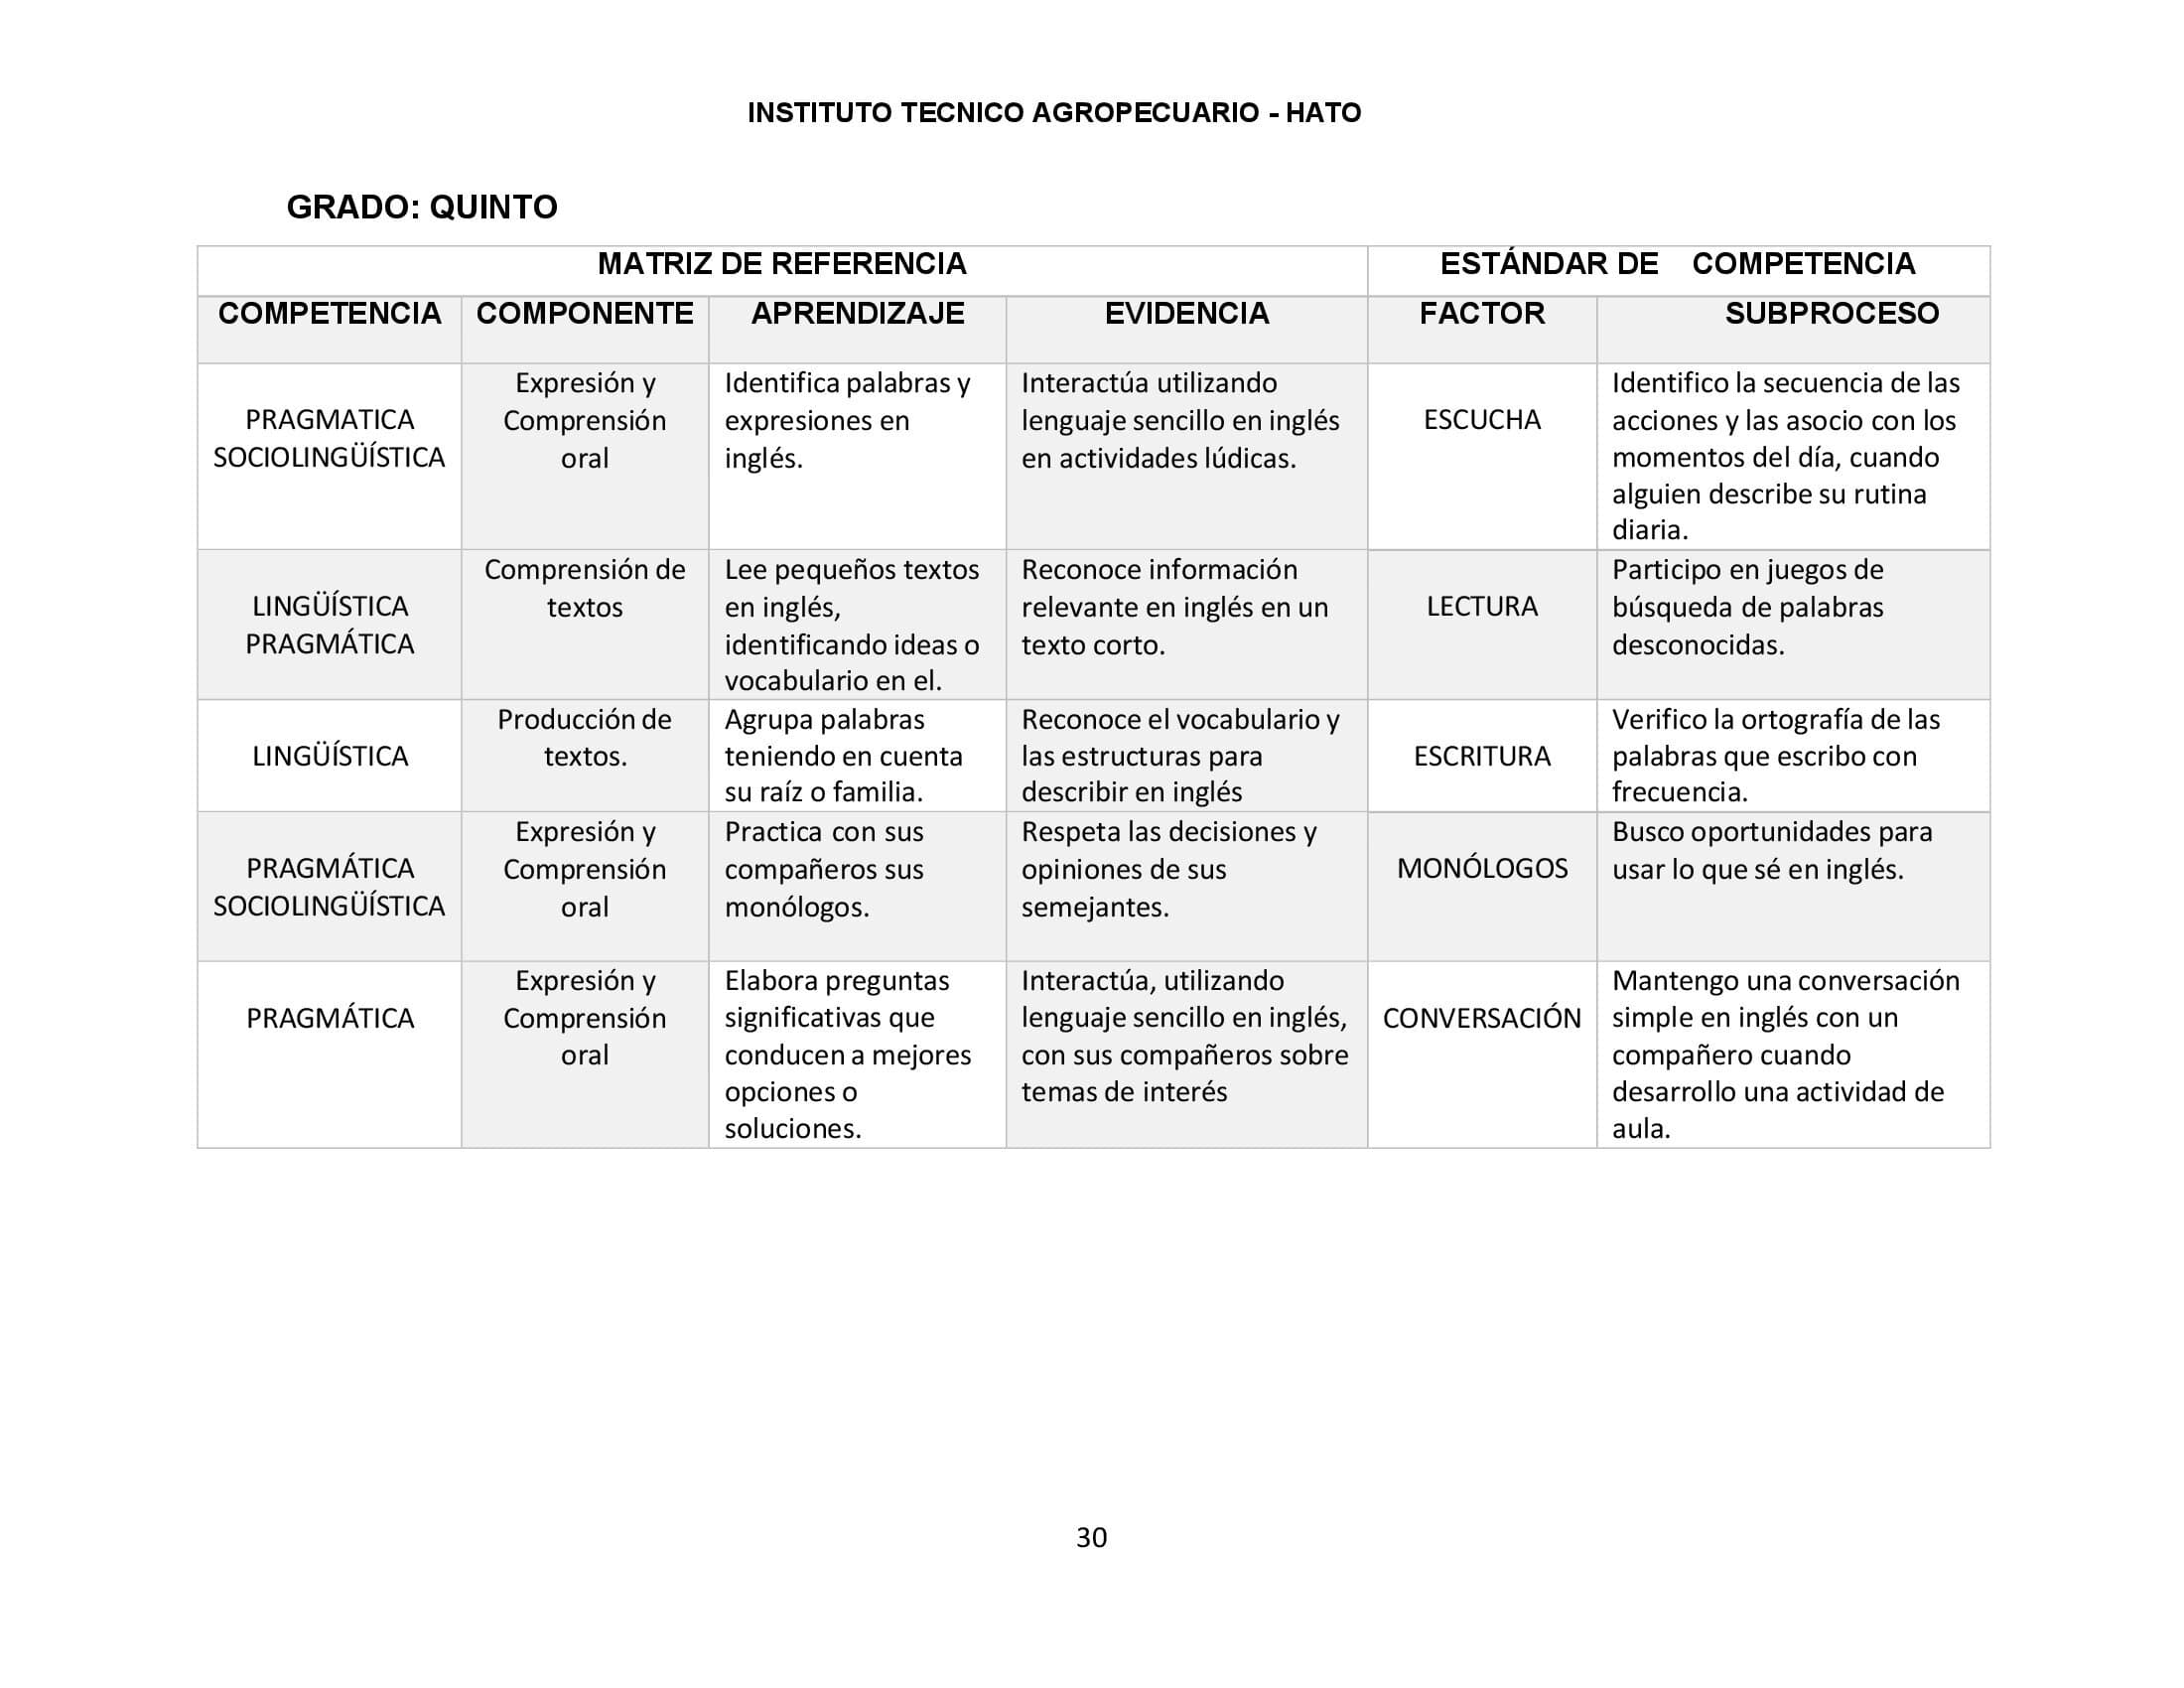 INSTITUTO TECNICO AGROPECUARIO - HATO
GRADO: QUINTO
MATRIZ DE REFERENCIA
ESTÁNDAR DE COMPETENCIA
COMPETENCIA
COMPONENTE
APRENDIZAJE
EVIDENCIA
FACTOR
SUBPROCESO
PRAGMATICA
SOCIOLINGÜÍSTICA
Expresión y
Comprensión
oral
Identifica palabras y
expresiones en
inglés.
Interactúa utilizando
lenguaje sencillo en inglés
en actividades lúdicas.
ESCUCHA
Identifico la secuencia de las
acciones y las asocio con los
momentos del día, cuando
alguien describe su rutina
diaria.
LINGÜÍSTICA
PRAGMÁTICA
Comprensión de
textos
Lee pequeños textos
en inglés,
identificando ideas o
vocabulario en el.
Reconoce información
relevante en inglés en un
texto corto.
LECTURA
Participo en juegos de
búsqueda de palabras
desconocidas.
LINGÜÍSTICA
Producción de
textos.
Agrupa palabras
teniendo en cuenta
su raíz o familia.
Reconoce el vocabulario y
las estructuras para
describir en inglés
ESCRITURA
Verifico la ortografía de las
palabras que escribo con
frecuencia.
PRAGMÁTICA
SOCIOLINGÜÍSTICA
Expresión y
Comprensión
oral
Practica con sus
compañeros sus
monólogos.
Respeta las decisiones y
opiniones de sus
semejantes.
MONÓLOGOS
Busco oportunidades para
usar lo que sé en inglés.
PRAGMÁTICA
Expresión y
Comprensión
oral
Elabora preguntas
significativas que
conducen a mejores
opciones o
soluciones.
Interactúa, utilizando
lenguaje sencillo en inglés,
con sus compañeros sobre
temas de interés
CONVERSACIÓN
Mantengo una conversación
simple en inglés con un
compañero cuando
desarrollo una actividad de
aula.
30